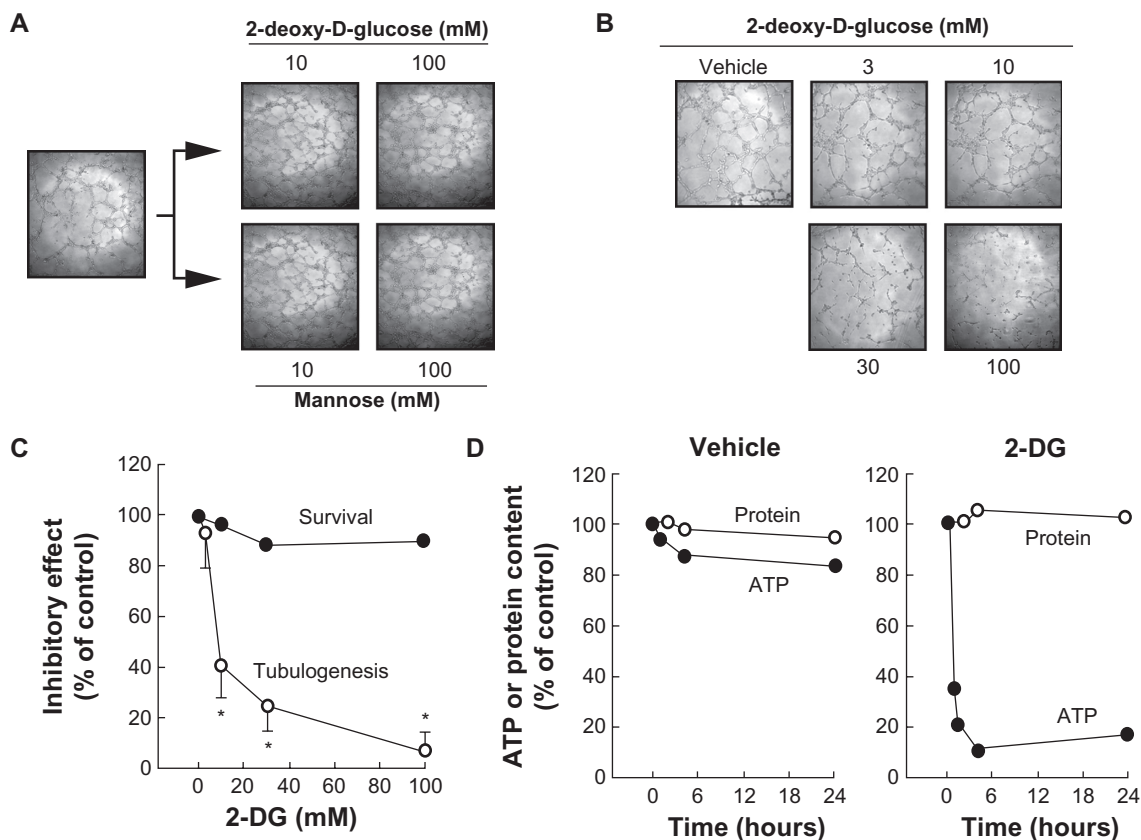 A
2-deoxy-D-glucose (mM)
10 100
10 100
Mannose (mM)
B
2-deoxy-D-glucose (mM)
Vehicle 3 10
30 100
C
Inhibitory effect
(% of control)
120
100
80
60
40
20
0
Survival
Tubulogenesis
*
*
*
0 20 40 60 80 100
2-DG (mM)
D
ATP or protein content
(% of control)
Vehicle
120
100
80
60
40
20
0
Protein
ATP
0 6 12 18 24
Time (hours)
2-DG
120
100
80
60
40
20
0
Protein
ATP
0 6 12 18 24
Time (hours)